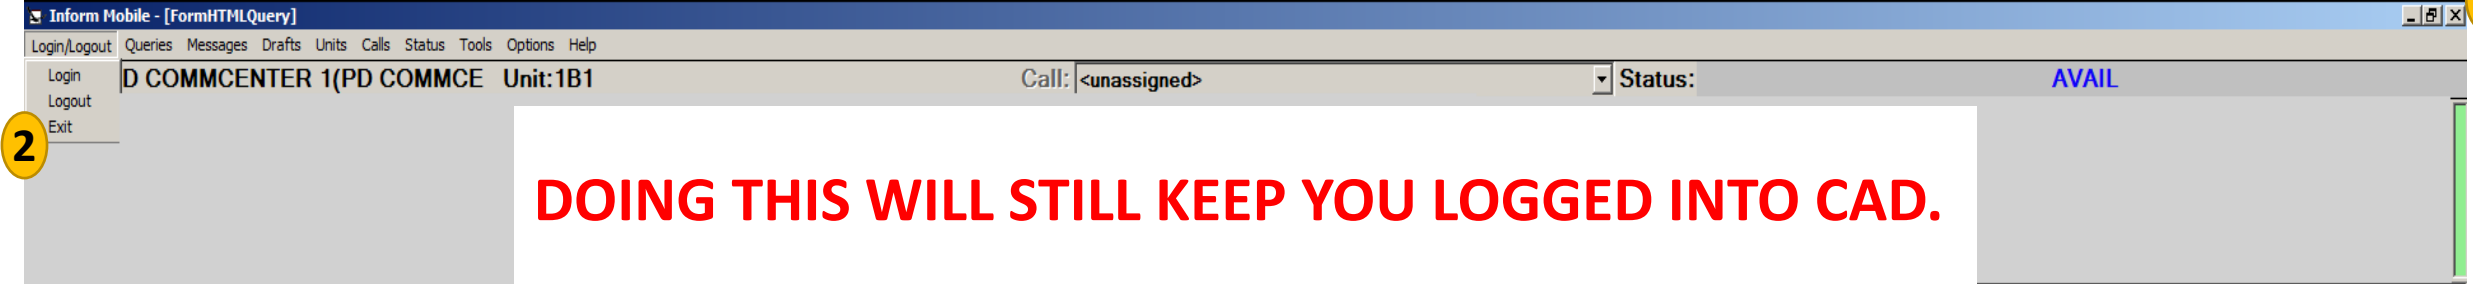 Inform Mobile - [FormHTMLQuery]
Login/Logout Queries Messages Drafts Units Calls Status Tools Options Help
Login
D COMMCENTER 1(PD COMMCE Unit:1B1 Call: <unassigned> Status: AVAIL
Logout
Exit
2
DOING THIS WILL STILL KEEP YOU LOGGED INTO CAD.